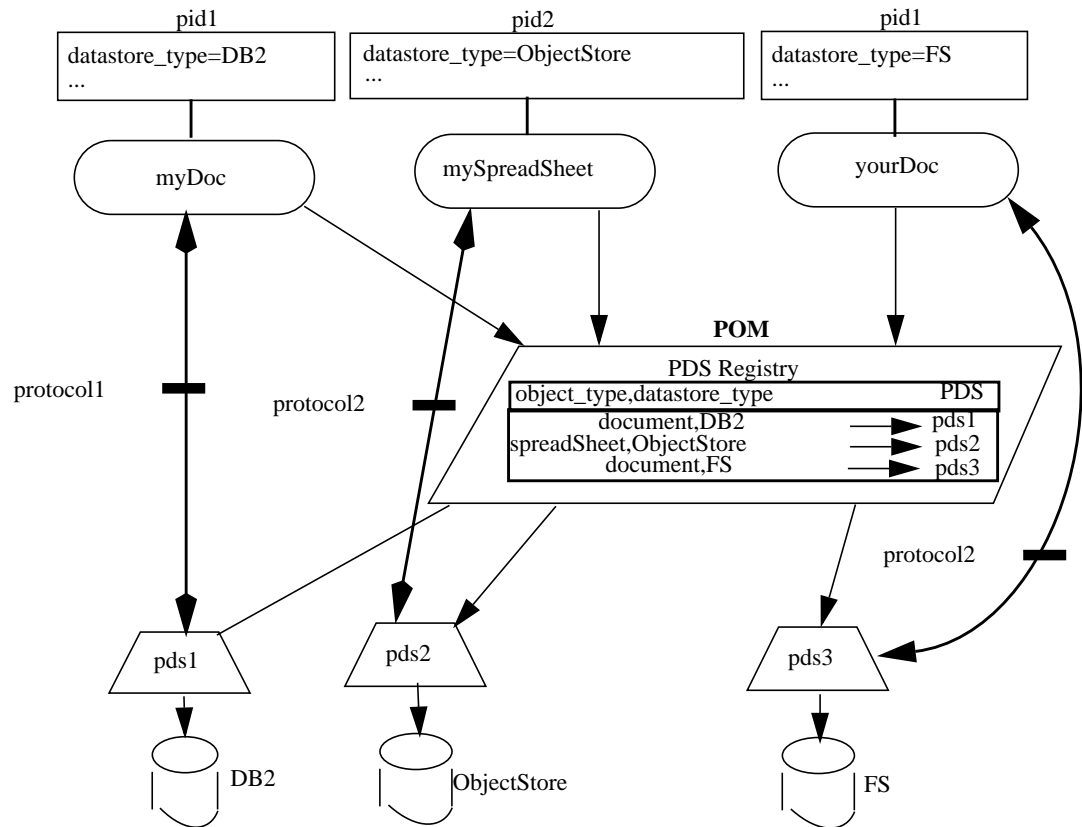 pid1
pid2
pid1
datastore_type=DB2
...
datastore_type=ObjectStore
...
datastore_type=FS
...
myDoc
mySpreadSheet
yourDoc
POM
PDS Registry
object_type,datastore_type PDS
document,DB2 pds1
spreadSheet,ObjectStore pds2
document,FS pds3
protocol1
protocol2
protocol2
pds1
pds2
pds3
DB2
ObjectStore
FS